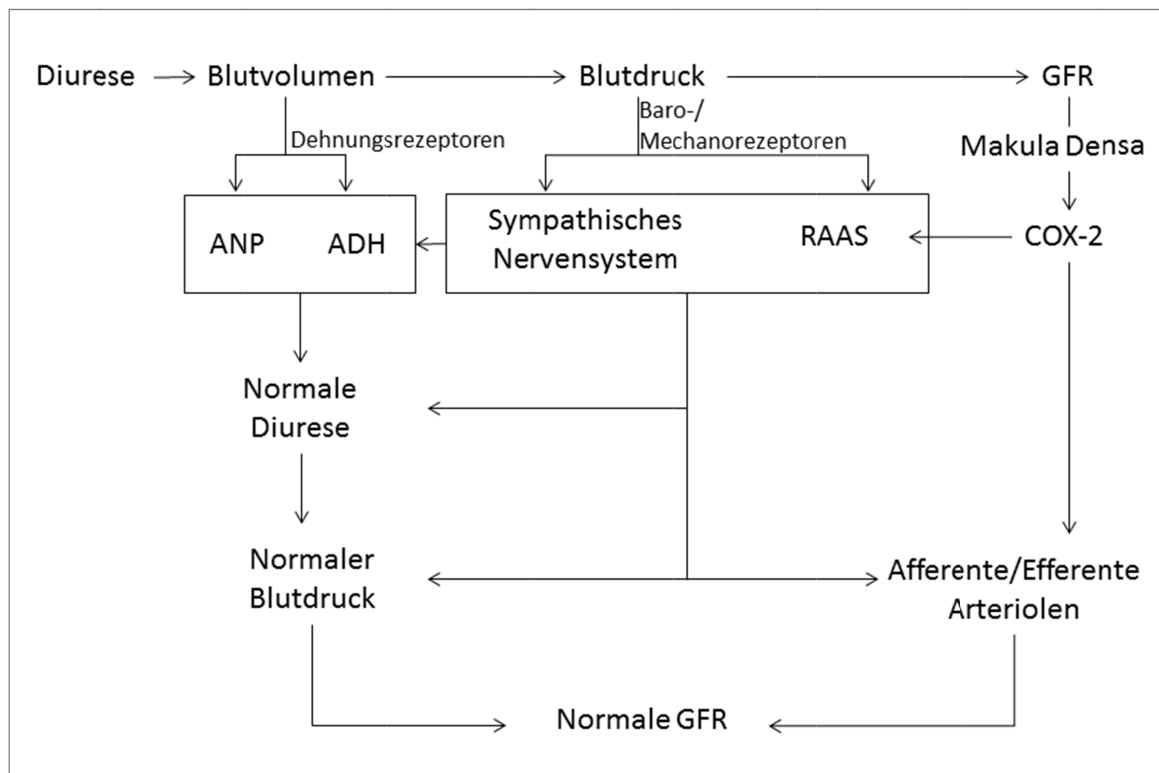 Diurese
Blutvolumen
Blutdruck
GFR
Dehnungsrezeptoren
Baro-/
Mechanorezeptoren
Makula Densa
ANP
ADH
Sympathisches
Nervensystem
RAAS
COX-2
Normale
Diurese
Normaler
Blutdruck
Afferente/Efferente
Arteriolen
Normale GFR